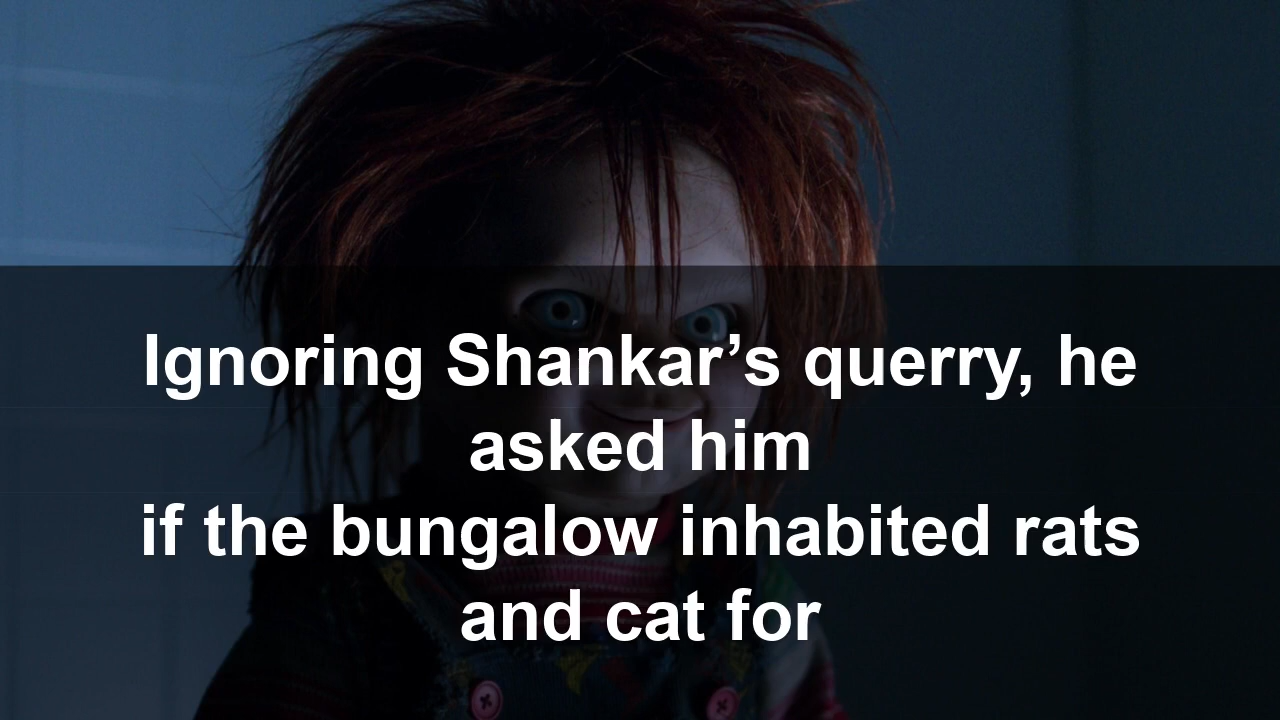 Ignoring Shankar’s querry, he
asked him
if the bungalow inhabited rats
and cat for